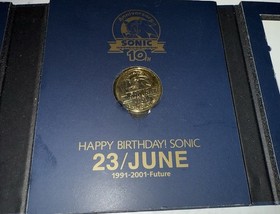 SONIC
10th
HAPPY BIRTHDAY! SONIC
23/JUNE
1991-2001-Future